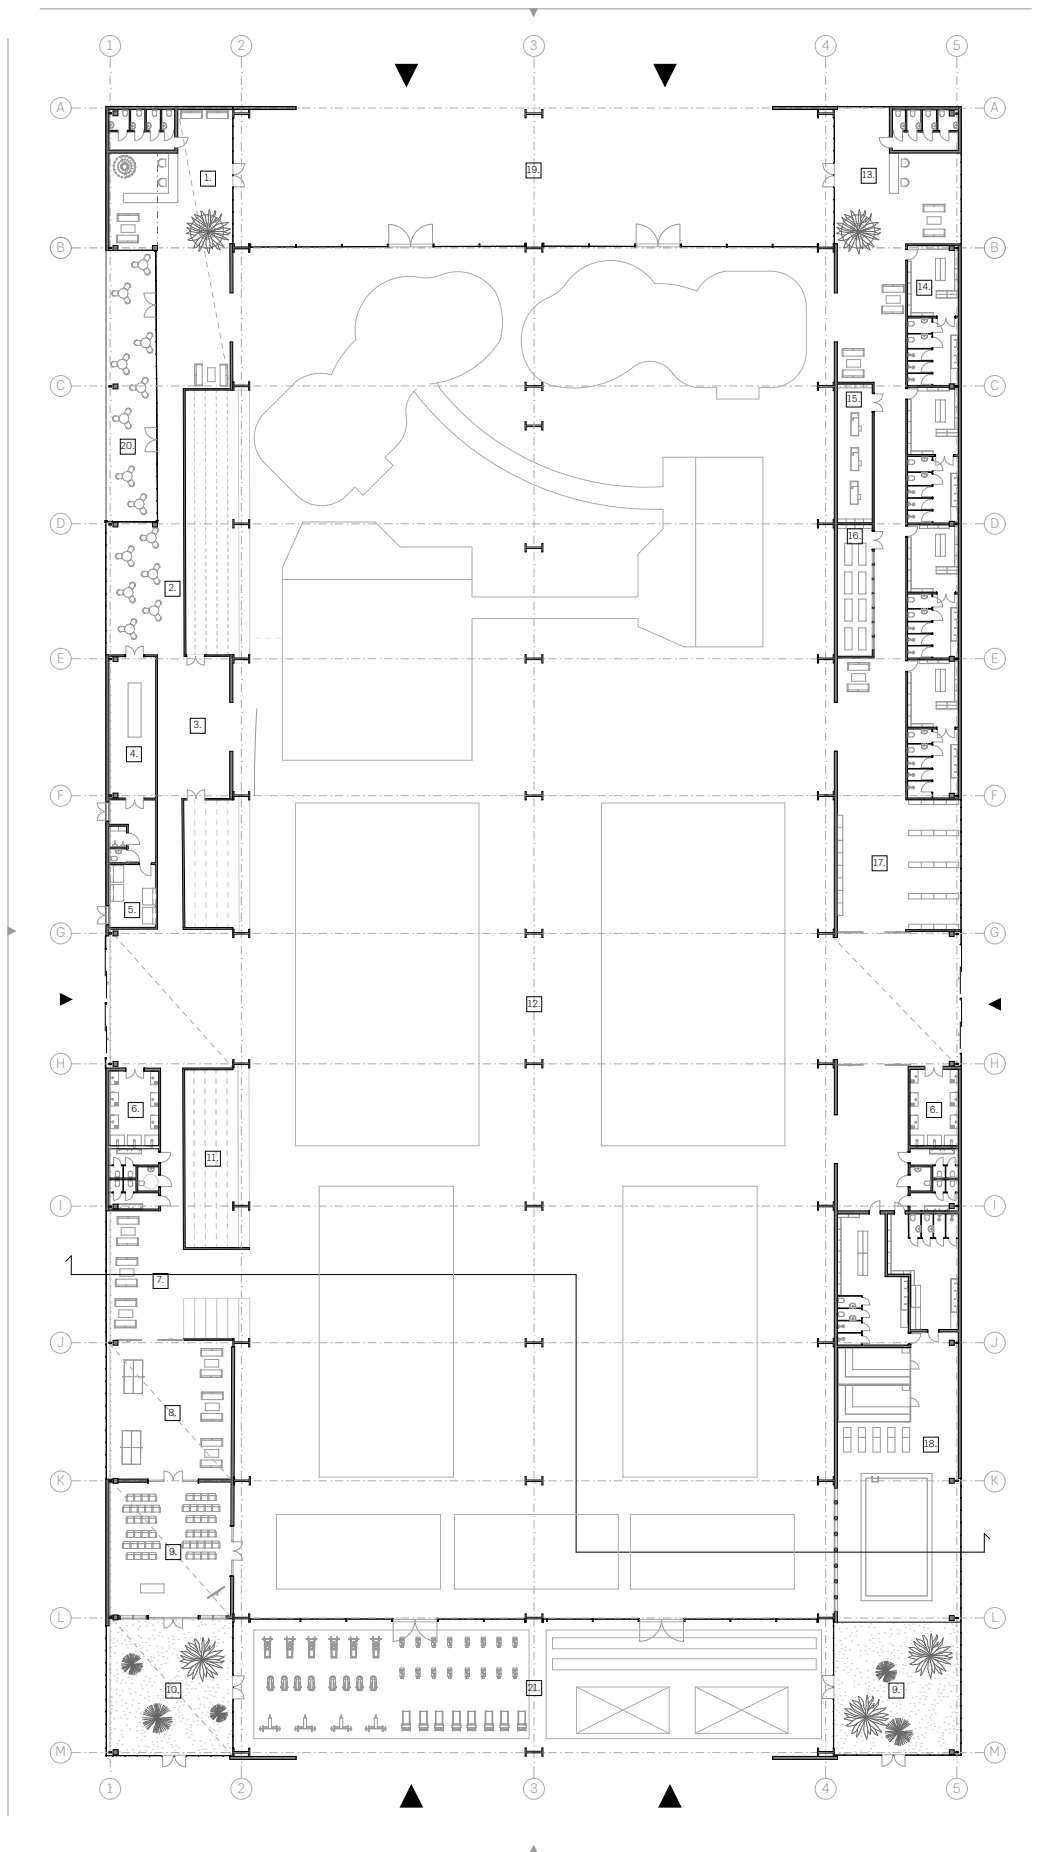 1 2 3 4 5
A A
19.
1. 13.
B B
14.
C C
15.
20.
D D
16.
2.
E E
3.
4.
F F
17.
5.
G G
12.
H H
6. 6.
11.
I I
7.
J J
8.
18.
K K
9.
L L
10. 21. 9.
M M
1 2 3 4 5